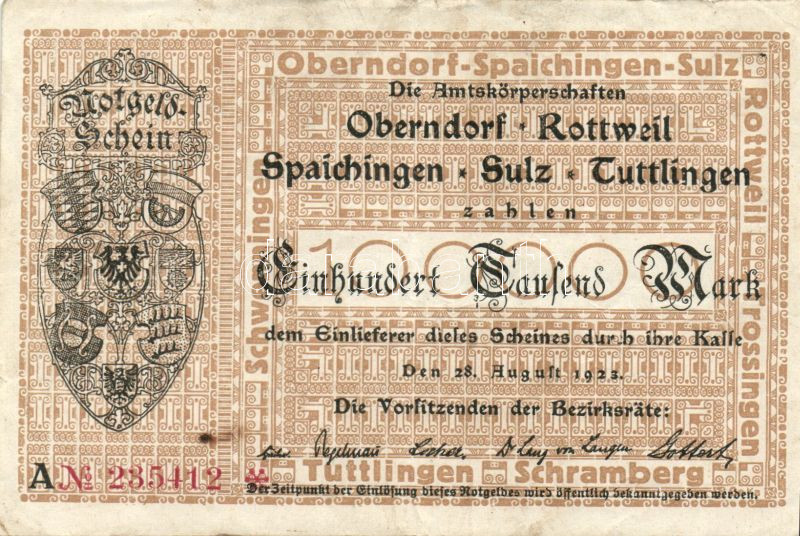 Notgeld-
Schein
Oberndorf-Spaichingen-Sulz
Die Amtskörperschaften
Oberndorf · Rottweil
Spaichingen · Sulz · Tuttlingen
zahlen
100000
Einhundert Tausend Mark
dem Einlieferer dieses Scheines durch ihre Kasse
Den 28. August 1923.
Die Vorsitzenden der Bezirksräte:
Rottweil
Trossingen
Schwenningen
Tuttlingen Schramberg
A № 235412 *
Der Zeitpunkt der Einlösung dieses Notgeldes wird öffentlich bekanntgegeben werden.